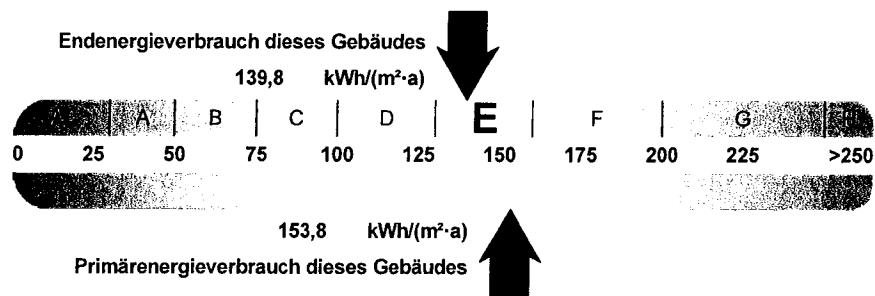 Endenergieverbrauch dieses Gebäudes
139,8 kWh/(m²·a)
A B C D E F G H
0 25 50 75 100 125 150 175 200 225 >250
153,8 kWh/(m²·a)
Primärenergieverbrauch dieses Gebäudes